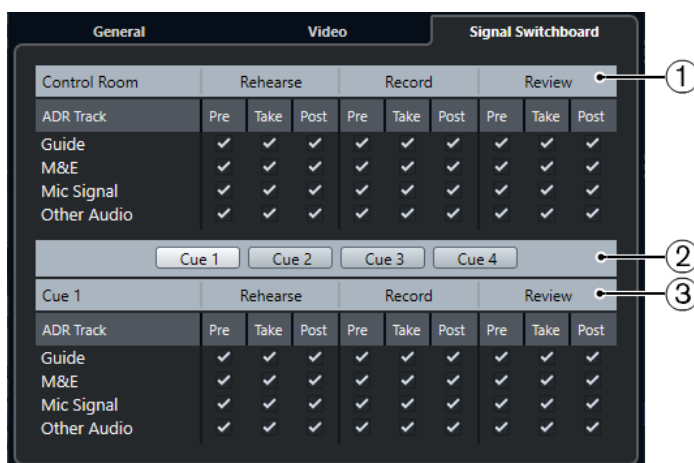 General Video Signal Switchboard
Control Room Rehearse Record Review 1
ADR Track Pre Take Post Pre Take Post Pre Take Post
Guide
M&E
Mic Signal
Other Audio
Cue 1 Cue 2 Cue 3 Cue 4 2
Cue 1 Rehearse Record Review 3
ADR Track Pre Take Post Pre Take Post Pre Take Post
Guide
M&E
Mic Signal
Other Audio